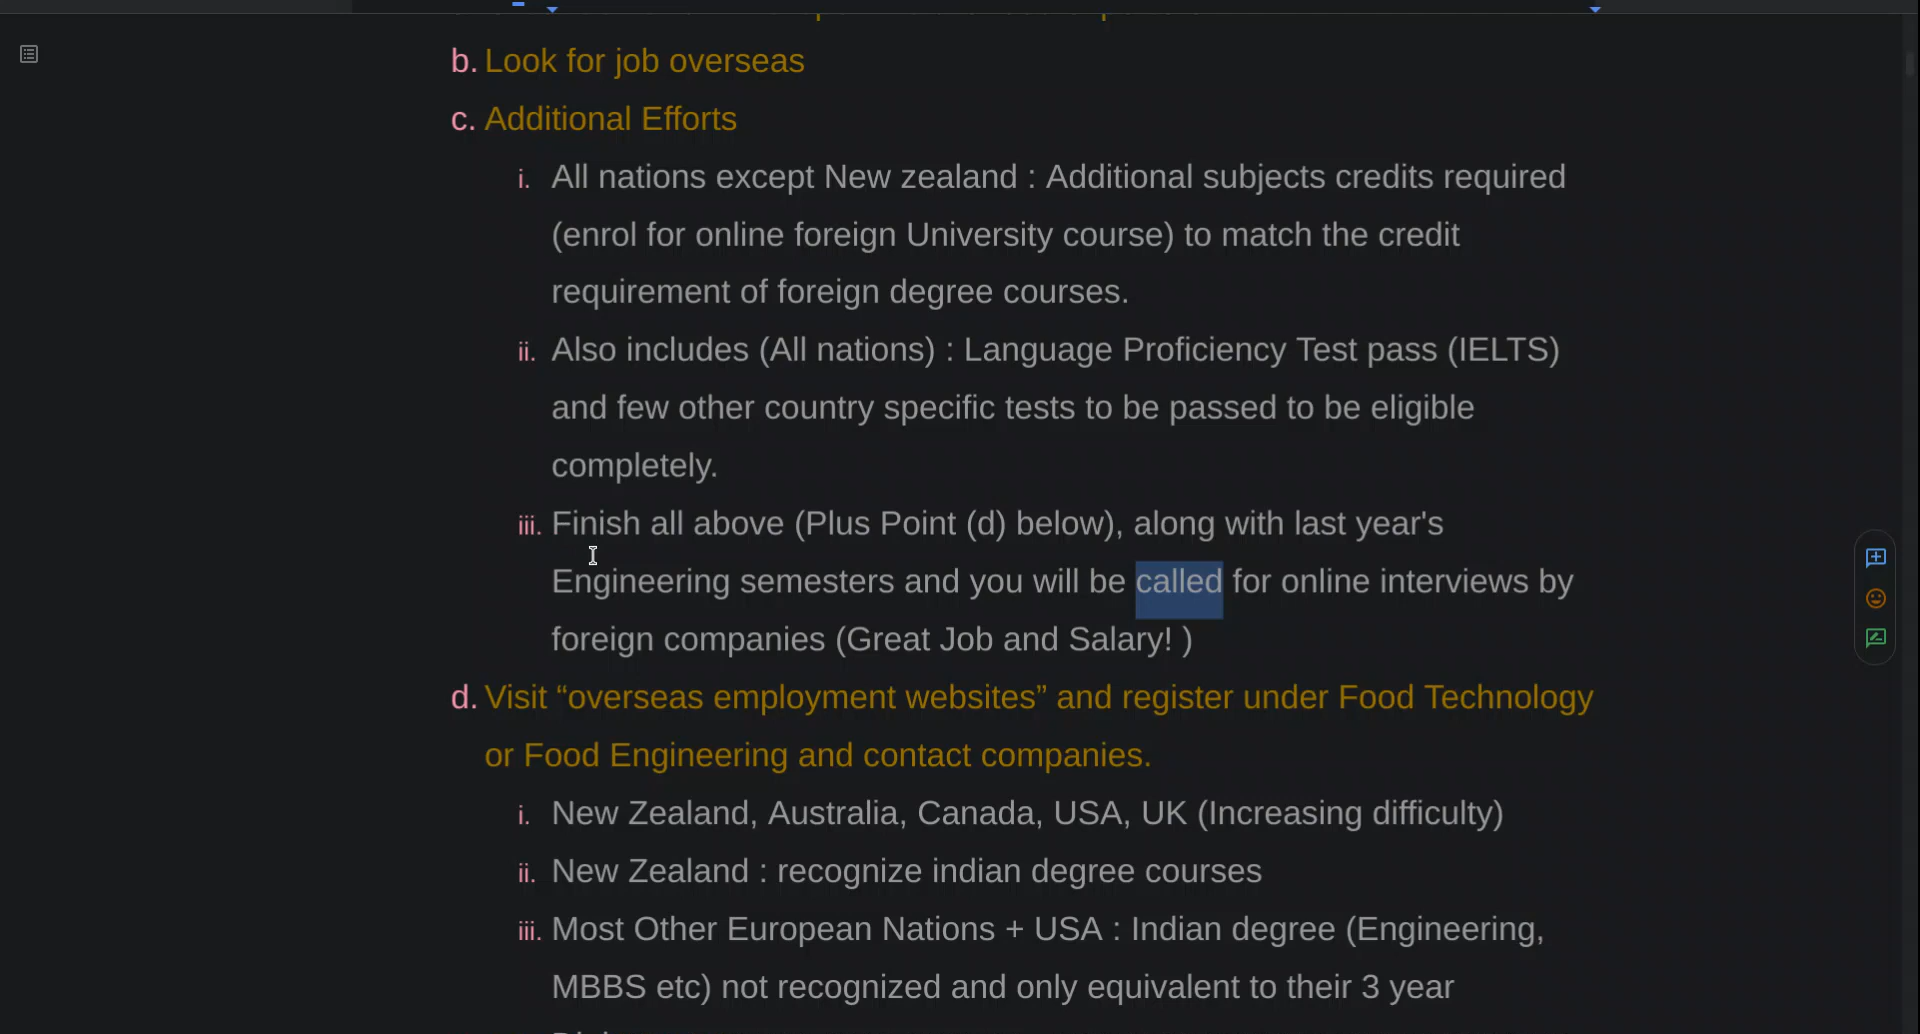 b. Look for job overseas
c. Additional Efforts
i. All nations except New zealand : Additional subjects credits required
(enrol for online foreign University course) to match the credit
requirement of foreign degree courses.
ii. Also includes (All nations) : Language Proficiency Test pass (IELTS)
and few other country specific tests to be passed to be eligible
completely.
iii. Finish all above (Plus Point (d) below), along with last year's
Engineering semesters and you will be called for online interviews by
foreign companies (Great Job and Salary! )
d. Visit “overseas employment websites” and register under Food Technology
or Food Engineering and contact companies.
i. New Zealand, Australia, Canada, USA, UK (Increasing difficulty)
ii. New Zealand : recognize indian degree courses
iii. Most Other European Nations + USA : Indian degree (Engineering,
MBBS etc) not recognized and only equivalent to their 3 year